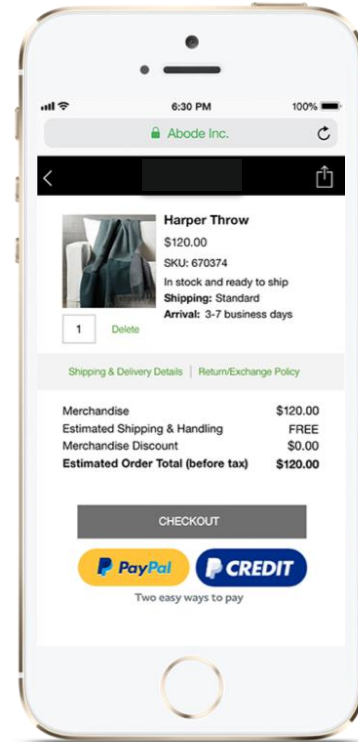 6:30 PM
100%
Abode Inc.
Harper Throw
$120.00
SKU: 670374
In stock and ready to ship
Shipping: Standard
Arrival: 3-7 business days
1 Delete
Shipping & Delivery Details | Return/Exchange Policy
Merchandise $120.00
Estimated Shipping & Handling FREE
Merchandise Discount $0.00
Estimated Order Total (before tax) $120.00
CHECKOUT
PayPal
CREDIT
Two easy ways to pay